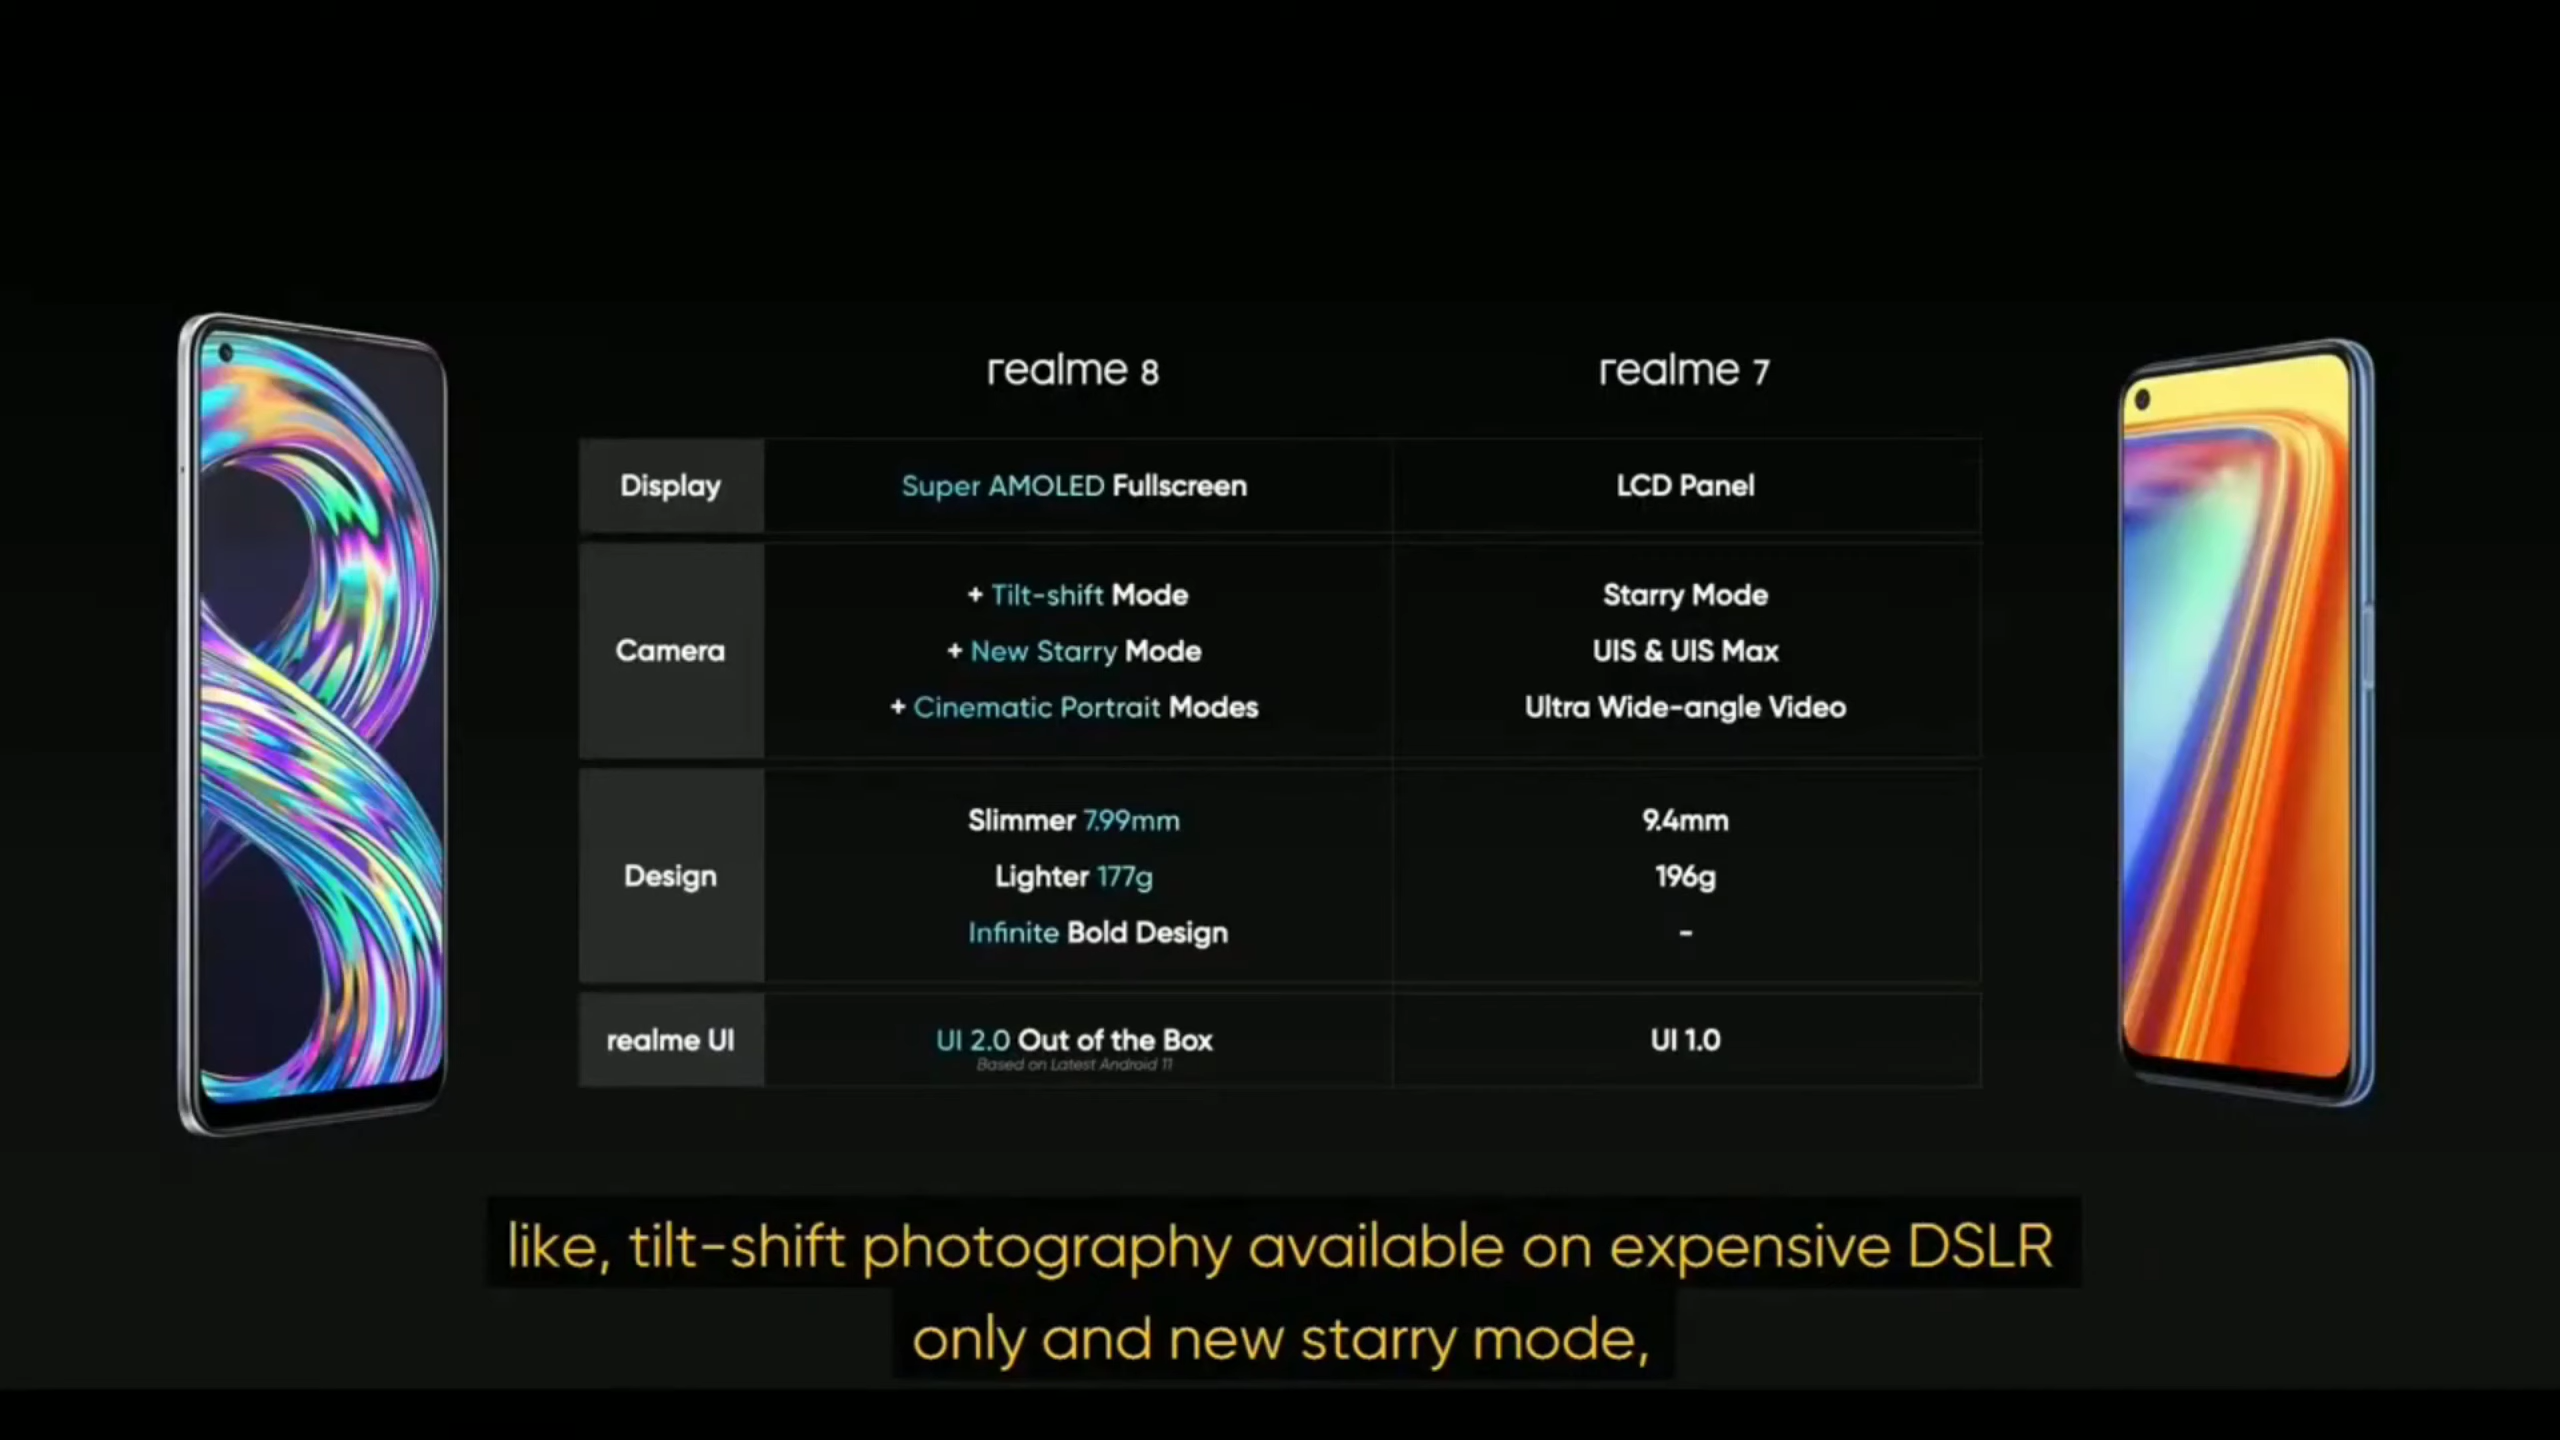 realme 8
realme 7
Display
Super AMOLED Fullscreen
LCD Panel
Camera
+ Tilt-shift Mode
+ New Starry Mode
+ Cinematic Portrait Modes
Starry Mode
UIS & UIS Max
Ultra Wide-angle Video
Design
Slimmer 7.99mm
Lighter 177g
Infinite Bold Design
9.4mm
196g
-
realme UI
UI 2.0 Out of the Box
Based on Latest Android 11
UI 1.0
like, tilt-shift photography available on expensive DSLR
only and new starry mode,